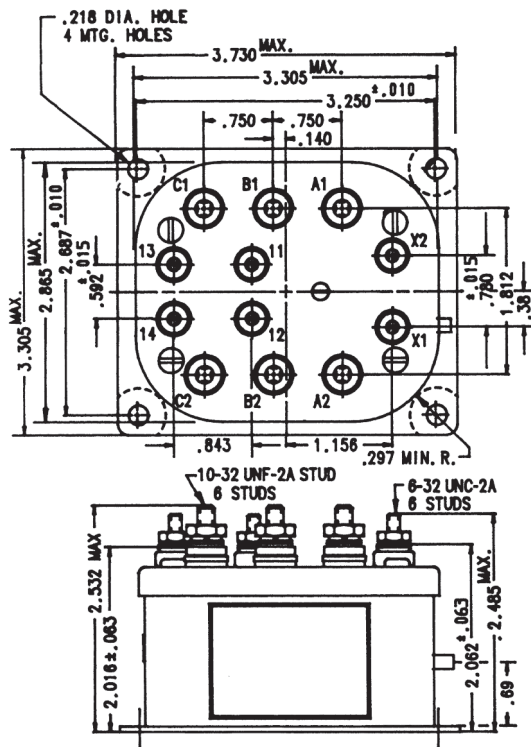 .218 DIA. HOLE
4 MTG. HOLES
3.730 MAX.
3.305 MAX.
3.250 ±.010
.750
.750
.140
C1
B1
A1
13
11
X2
14
12
X1
C2
B2
A2
3.305 MAX.
2.865 MAX.
2.687 ±.010
.592 ±.015
.780 ±.015
1.812
.38
.843
1.156
.297 MIN. R.
10-32 UNF-2A STUD
6 STUDS
6-32 UNC-2A
6 STUDS
2.532 MAX
2.016±.063
2.062 ±.063
2.485 MAX.
.69